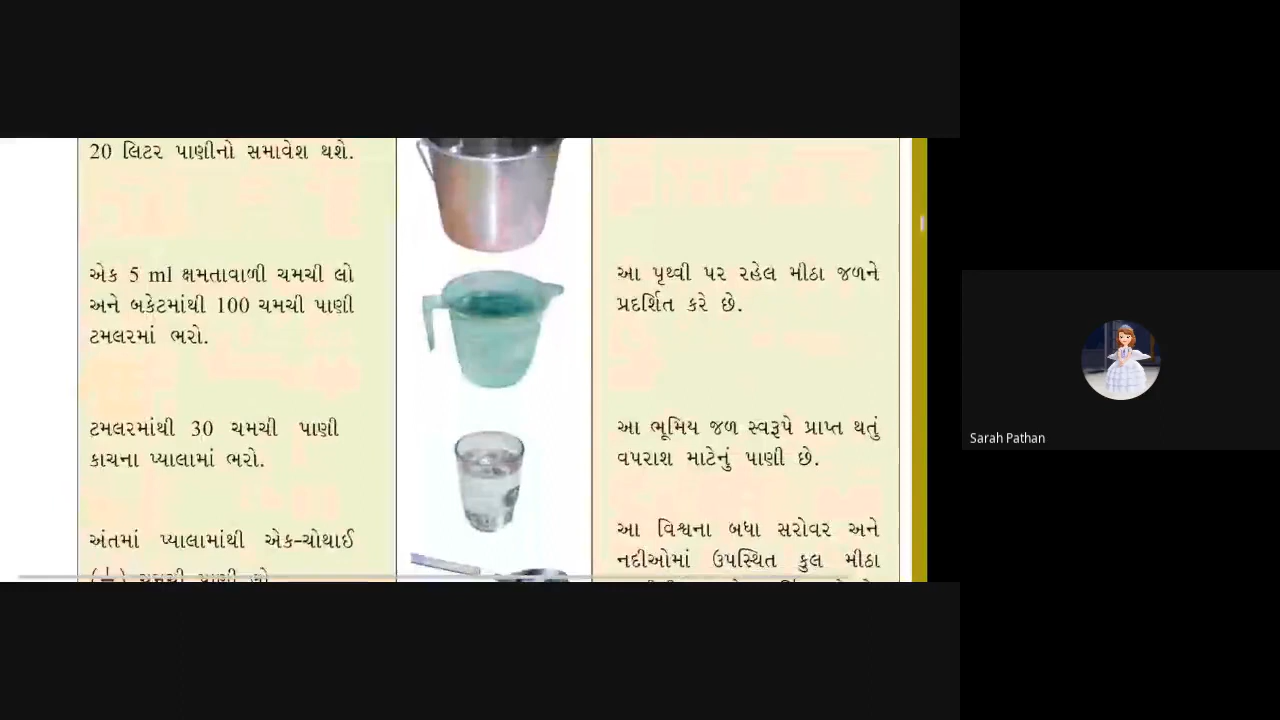 20 લિટર પાણીનો સમાવેશ થશે.
એક 5 ml ક્ષમતાવાળી ચમચી લો
અને બકેટમાંથી 100 ચમચી પાણી
ટમલરમાં ભરો.
આ પૃથ્વી પર રહેલ મીઠા જળને
પ્રદર્શિત કરે છે.
ટમલરમાંથી 30 ચમચી પાણી
કાચના પ્યાલામાં ભરો.
આ ભૂમિય જળ સ્વરૂપે પ્રાપ્ત થતું
વપરાશ માટેનું પાણી છે.
અંતમાં પ્યાલામાંથી એક-ચોથાઈ
ચમચી પાણી લો
આ વિશ્વના બધા સરોવર અને
નદીઓમાં ઉપસ્થિત કુલ મીઠા
Sarah Pathan